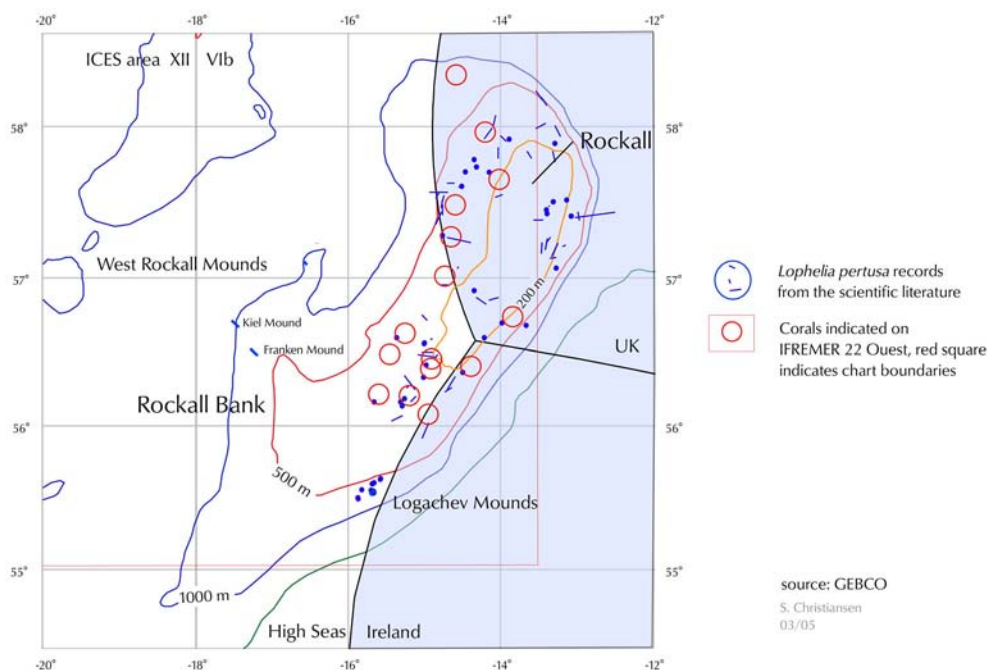 -20°
-18°
-16°
-14°
-12°
ICES area XII VIb
58°
58°
Rockall
57°
57°
West Rockall Mounds
Kiel Mound
Franken Mound
200 m
UK
Rockall Bank
56°
56°
500 m
Logachev Mounds
55°
55°
1000 m
High Seas
Ireland
-20°
-18°
-16°
-14°
-12°
Lophelia pertusa records
from the scientific literature
Corals indicated on
IFREMER 22 Ouest, red square
indicates chart boundaries
source: GEBCO
S. Christiansen
03/05